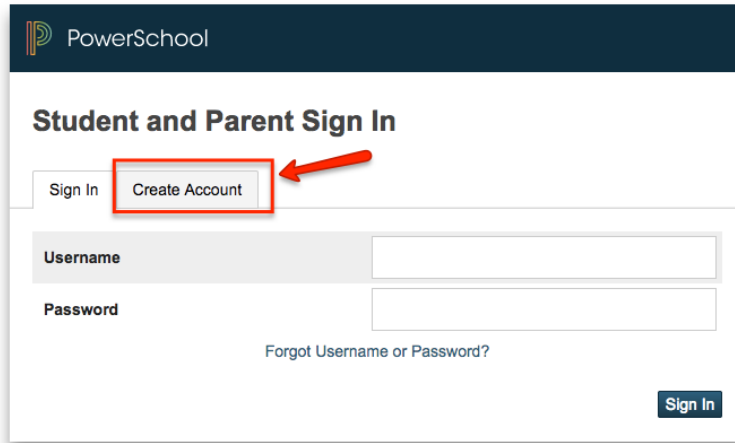 PowerSchool
Student and Parent Sign In
Sign In Create Account
Username
Password
Forgot Username or Password?
Sign In